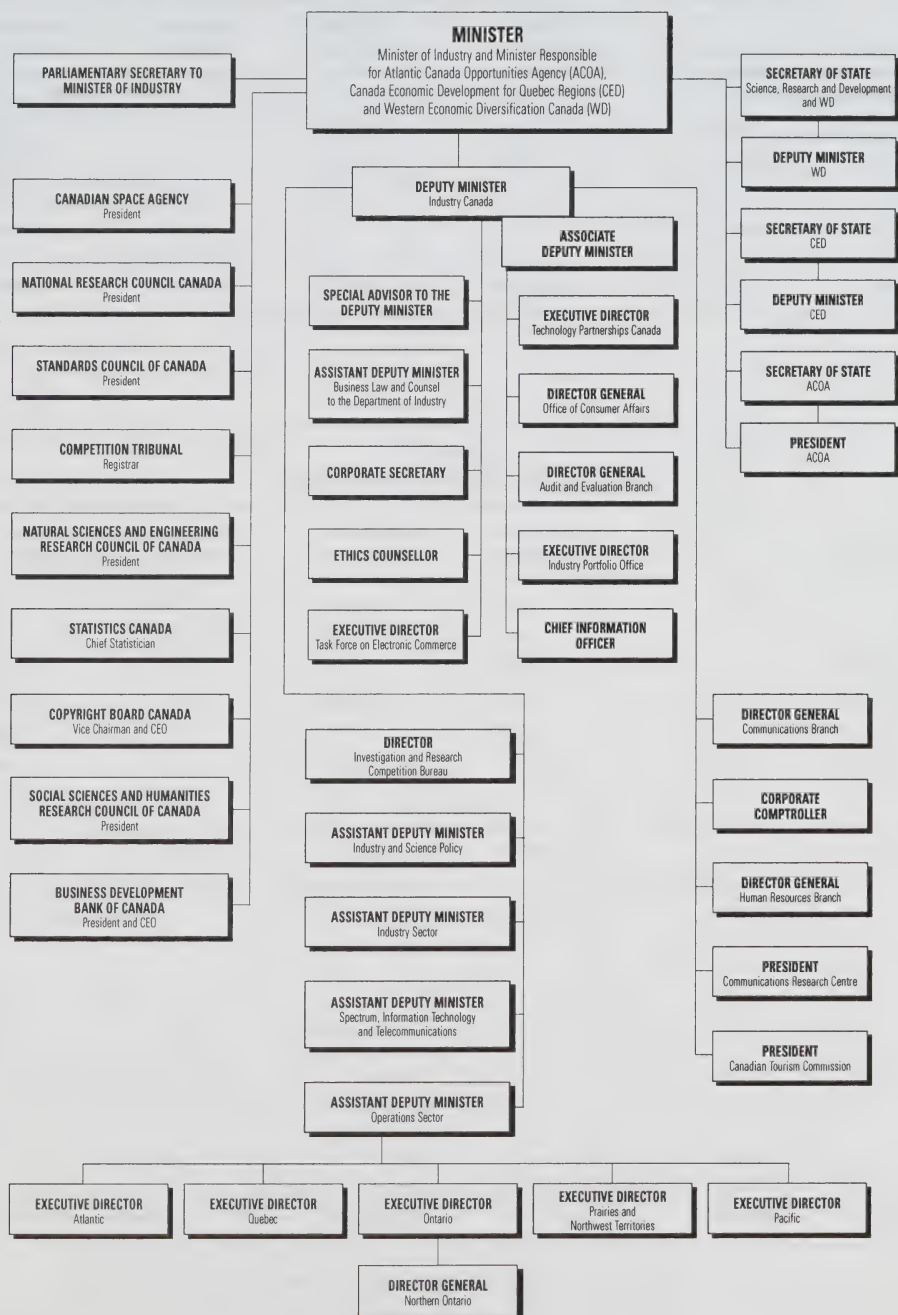 MINISTER
Minister of Industry and Minister Responsible
for Atlantic Canada Opportunities Agency (ACOA),
Canada Economic Development for Quebec Regions (CED)
and Western Economic Diversification Canada (WD)
PARLIAMENTARY SECRETARY TO
MINISTER OF INDUSTRY
CANADIAN SPACE AGENCY
President
NATIONAL RESEARCH COUNCIL CANADA
President
STANDARDS COUNCIL OF CANADA
President
COMPETITION TRIBUNAL
Registrar
NATURAL SCIENCES AND ENGINEERING
RESEARCH COUNCIL OF CANADA
President
STATISTICS CANADA
Chief Statistician
COPYRIGHT BOARD CANADA
Vice Chairman and CEO
SOCIAL SCIENCES AND HUMANITIES
RESEARCH COUNCIL OF CANADA
President
BUSINESS DEVELOPMENT
BANK OF CANADA
President and CEO
SECRETARY OF STATE
Science, Research and Development
and WD
DEPUTY MINISTER
WD
SECRETARY OF STATE
CED
DEPUTY MINISTER
CED
SECRETARY OF STATE
ACOA
PRESIDENT
ACOA
DEPUTY MINISTER
Industry Canada
ASSOCIATE
DEPUTY MINISTER
SPECIAL ADVISOR TO THE
DEPUTY MINISTER
ASSISTANT DEPUTY MINISTER
Business Law and Counsel
to the Department of Industry
CORPORATE SECRETARY
ETHICS COUNSELLOR
EXECUTIVE DIRECTOR
Task Force on Electronic Commerce
EXECUTIVE DIRECTOR
Technology Partnerships Canada
DIRECTOR GENERAL
Office of Consumer Affairs
DIRECTOR GENERAL
Audit and Evaluation Branch
EXECUTIVE DIRECTOR
Industry Portfolio Office
CHIEF INFORMATION
OFFICER
DIRECTOR
Investigation and Research
Competition Bureau
ASSISTANT DEPUTY MINISTER
Industry and Science Policy
ASSISTANT DEPUTY MINISTER
Industry Sector
ASSISTANT DEPUTY MINISTER
Spectrum, Information Technology
and Telecommunications
ASSISTANT DEPUTY MINISTER
Operations Sector
DIRECTOR GENERAL
Communications Branch
CORPORATE
COMPTROLLER
DIRECTOR GENERAL
Human Resources Branch
PRESIDENT
Communications Research Centre
PRESIDENT
Canadian Tourism Commission
EXECUTIVE DIRECTOR
Atlantic
EXECUTIVE DIRECTOR
Quebec
EXECUTIVE DIRECTOR
Ontario
EXECUTIVE DIRECTOR
Prairies and
Northwest Territories
EXECUTIVE DIRECTOR
Pacific
DIRECTOR GENERAL
Northern Ontario